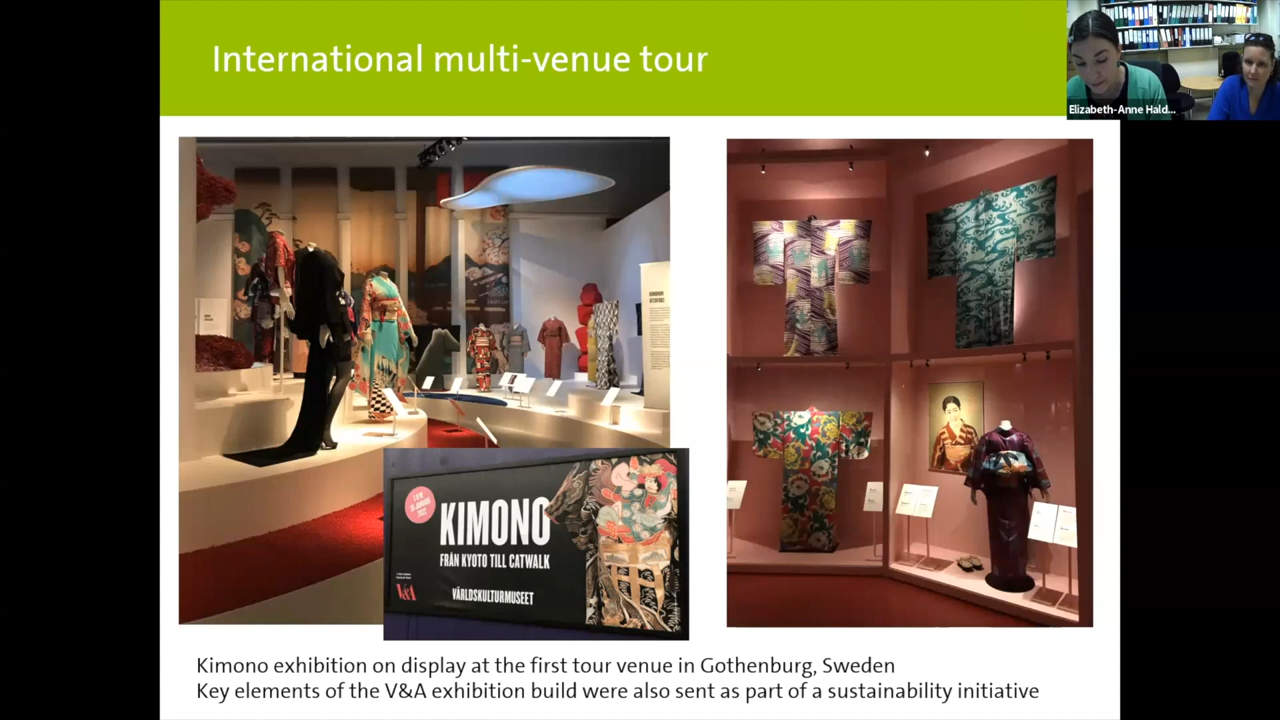 International multi-venue tour
Elizabeth-Anne Hald...
KIMONO
FRÅN KYOTO TILL CATWALK
V&A
VÄRLDSKULTURMUSEET
Kimono exhibition on display at the first tour venue in Gothenburg, Sweden
Key elements of the V&A exhibition build were also sent as part of a sustainability initiative